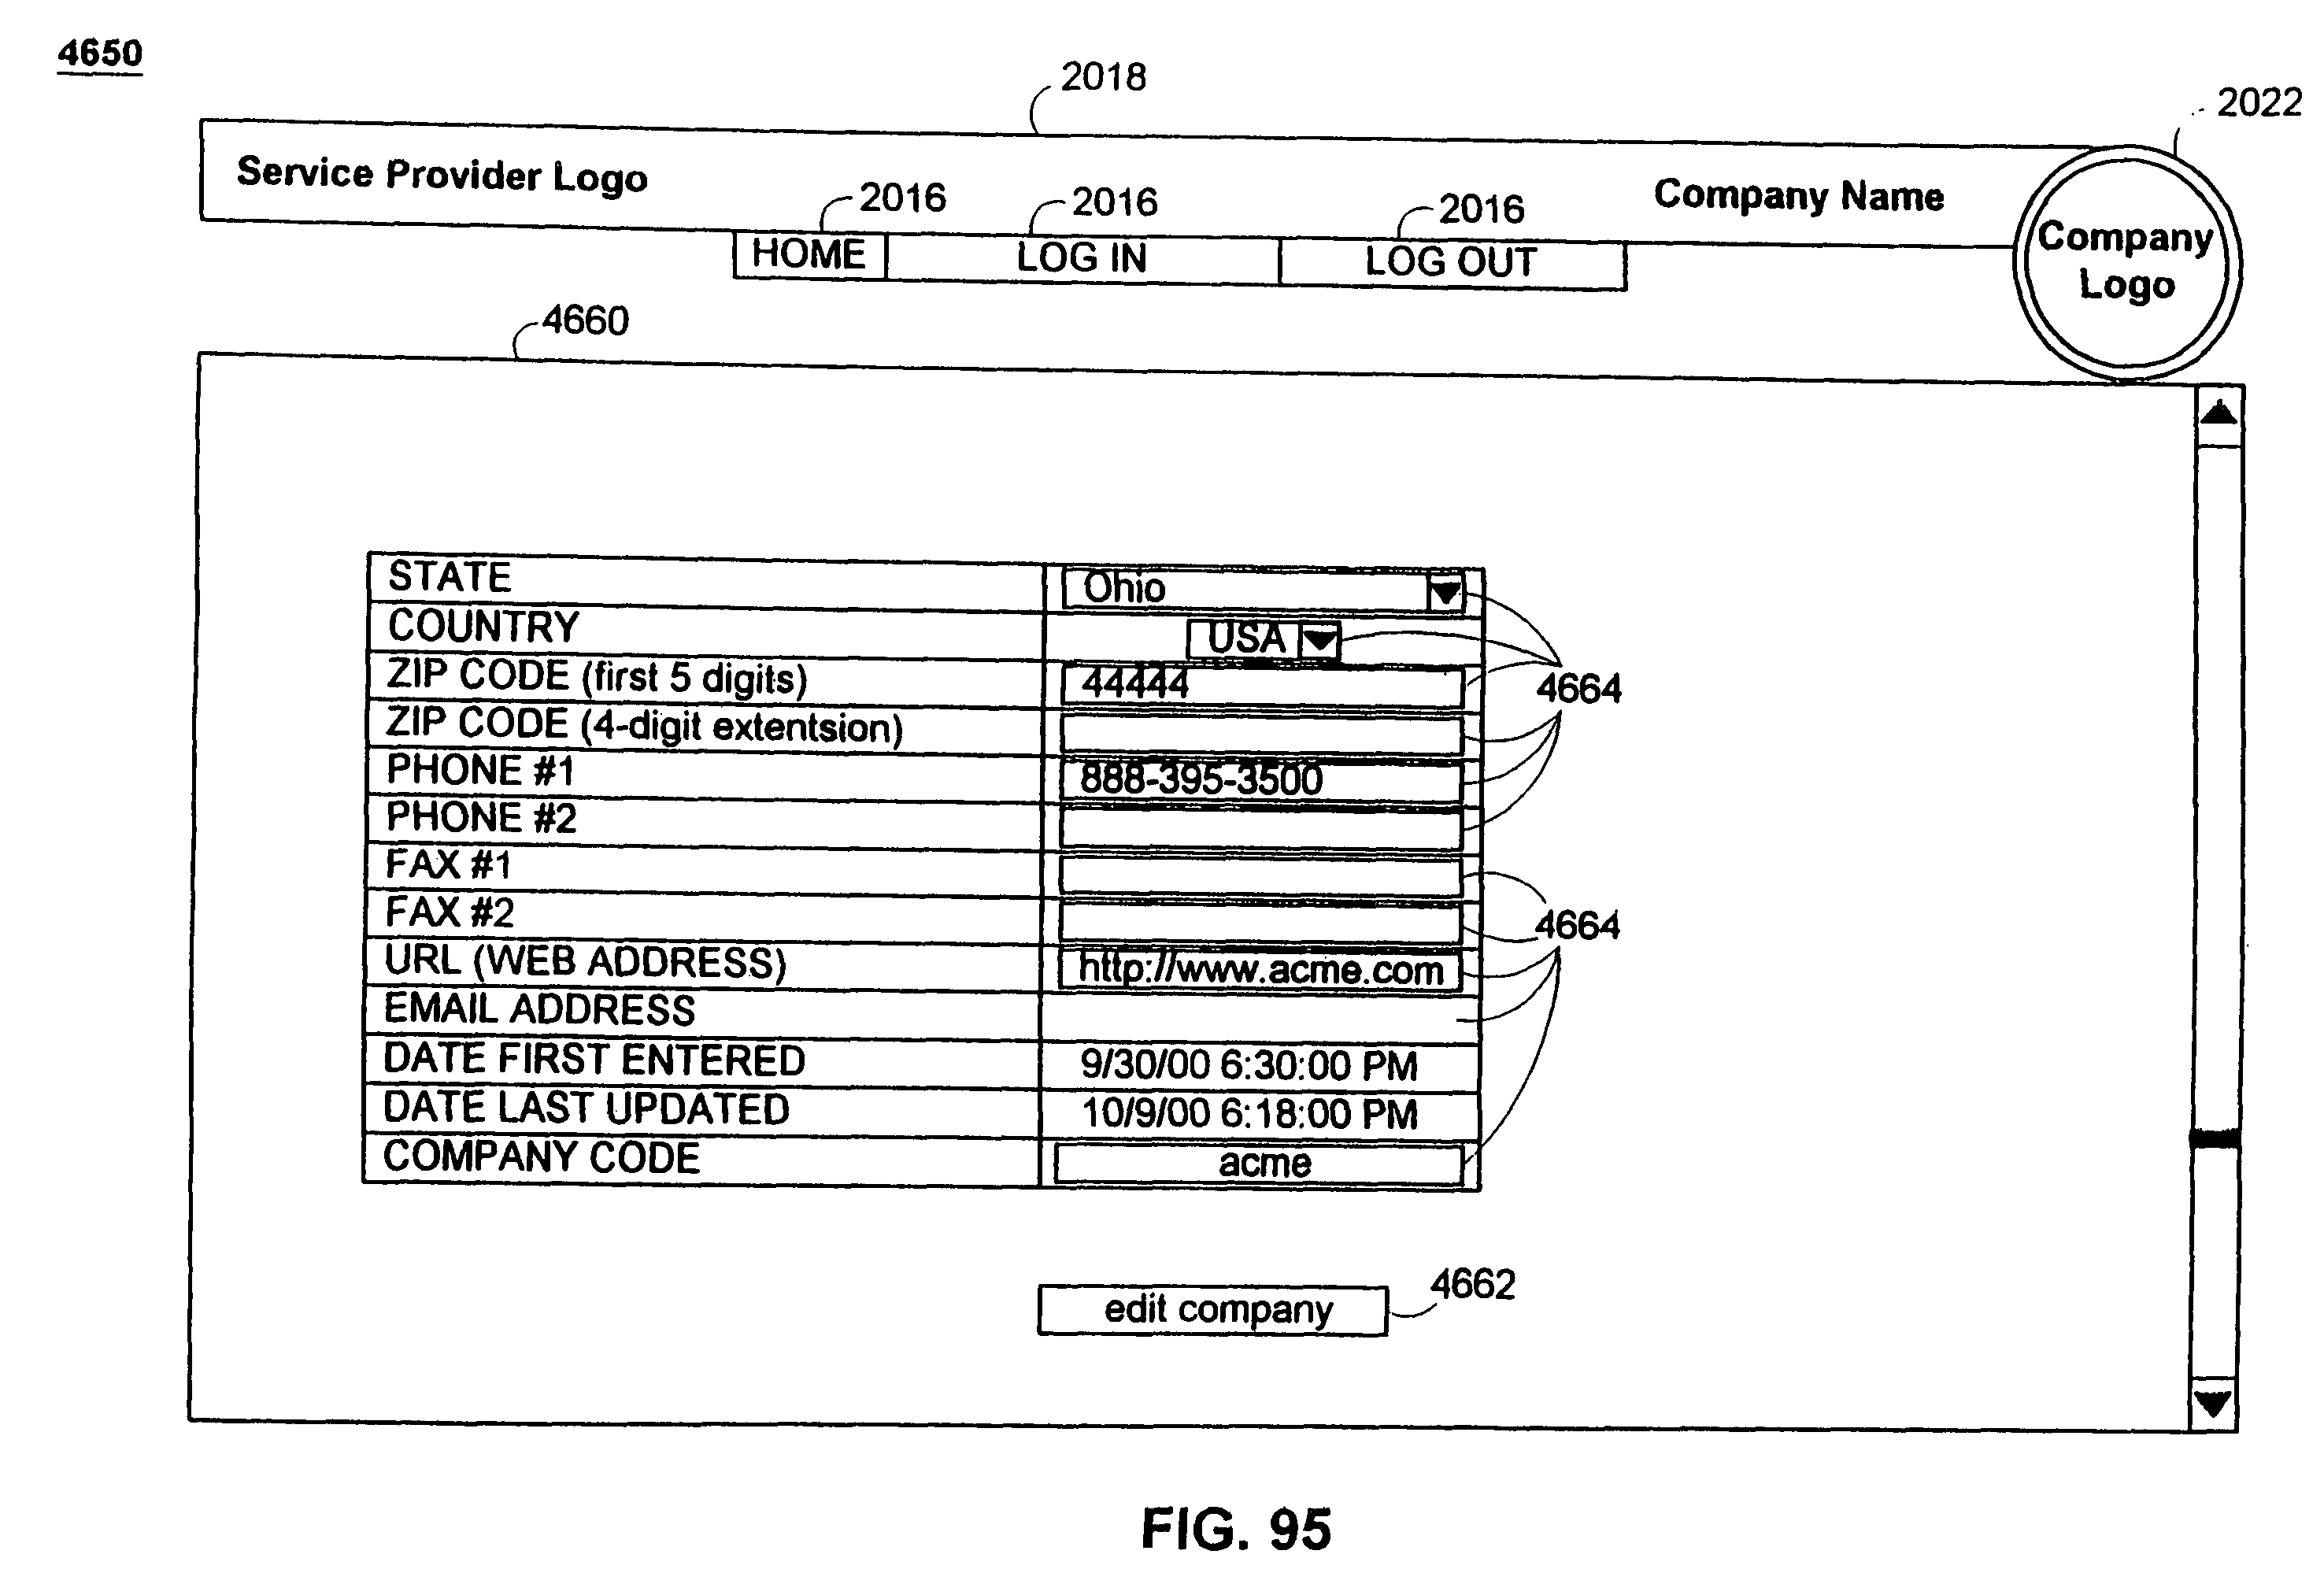 4650
2018
2022
Service Provider Logo
Company Name
2016
2016
2016
HOME
LOG IN
LOG OUT
Company
Logo
4660
STATE
Ohio
COUNTRY
USA
ZIP CODE (first 5 digits)
44444
4664
ZIP CODE (4-digit extentsion)
PHONE #1
888-395-3500
PHONE #2
FAX #1
FAX #2
4664
URL (WEB ADDRESS)
http://www.acme.com
EMAIL ADDRESS
DATE FIRST ENTERED
9/30/00 6:30:00 PM
DATE LAST UPDATED
10/9/00 6:18:00 PM
COMPANY CODE
acme
edit company
4662
FIG. 95